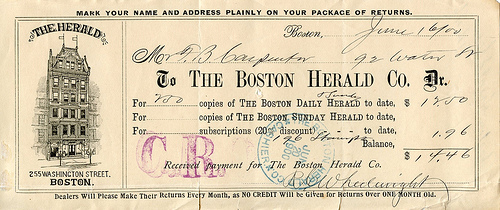 MARK YOUR NAME AND ADDRESS PLAINLY ON YOUR PACKAGE OF RETURNS.
THE HERALD
Boston, June 16/00
Mr F. B. Carpenter 92 Water St
To THE BOSTON HERALD Co. Dr.
For 750 copies of THE BOSTON DAILY HERALD to date, $
For copies of THE BOSTON SUNDAY HERALD to date,
For subscriptions (20% discount) to date, 1.96
Balance,
$ 14.46
C.R.
Received payment for The Boston Herald Co.
255 WASHINGTON STREET,
BOSTON.
Dealers Will Please Make Their Returns Every Month, as NO CREDIT Will be Given for Returns Over ONE MONTH Old.